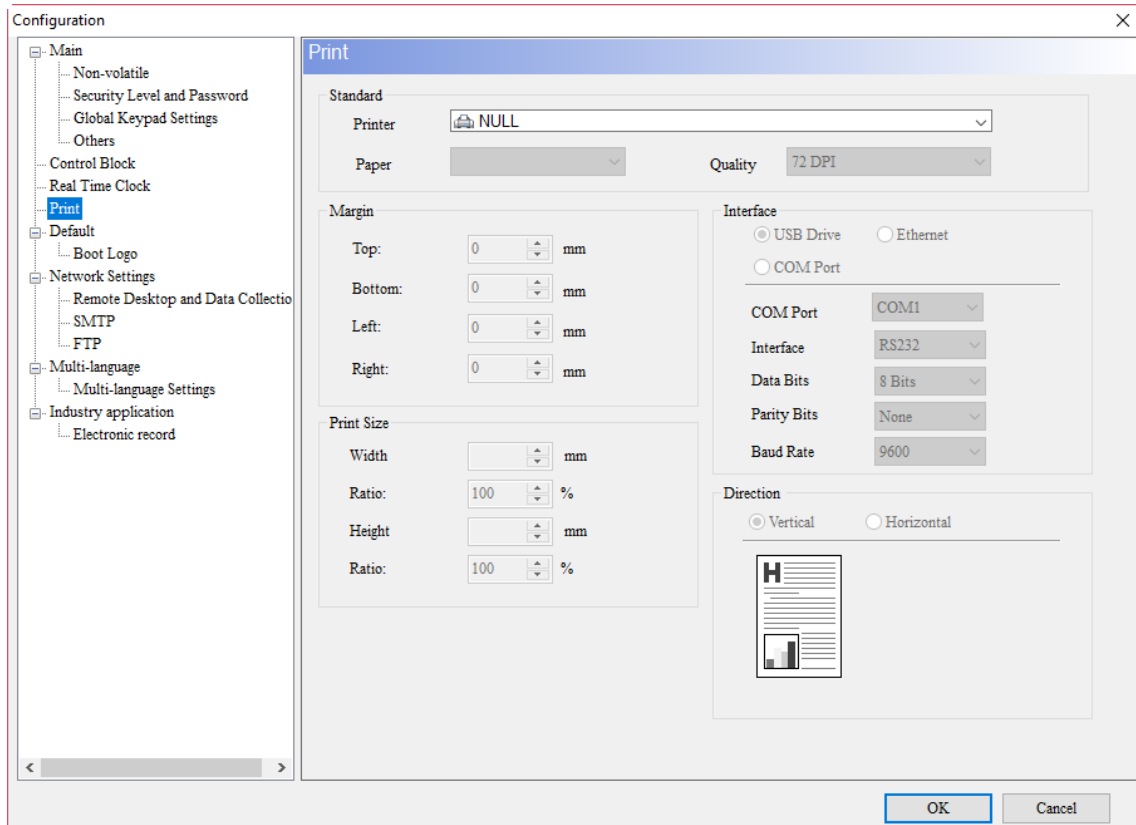 Configuration
Main
Non-volatile
Security Level and Password
Global Keypad Settings
Others
Control Block
Real Time Clock
Print
Default
Boot Logo
Network Settings
Remote Desktop and Data Collectio
SMTP
FTP
Multi-language
Multi-language Settings
Industry application
Electronic record
Print
Standard
Printer NULL
Paper Quality 72 DPI
Margin
Top: 0 mm
Bottom: 0 mm
Left: 0 mm
Right: 0 mm
Print Size
Width mm
Ratio: 100 %
Height mm
Ratio: 100 %
Interface
USB Drive Ethernet
COM Port
COM Port COM1
Interface RS232
Data Bits 8 Bits
Parity Bits None
Baud Rate 9600
Direction
Vertical Horizontal
H
OK Cancel